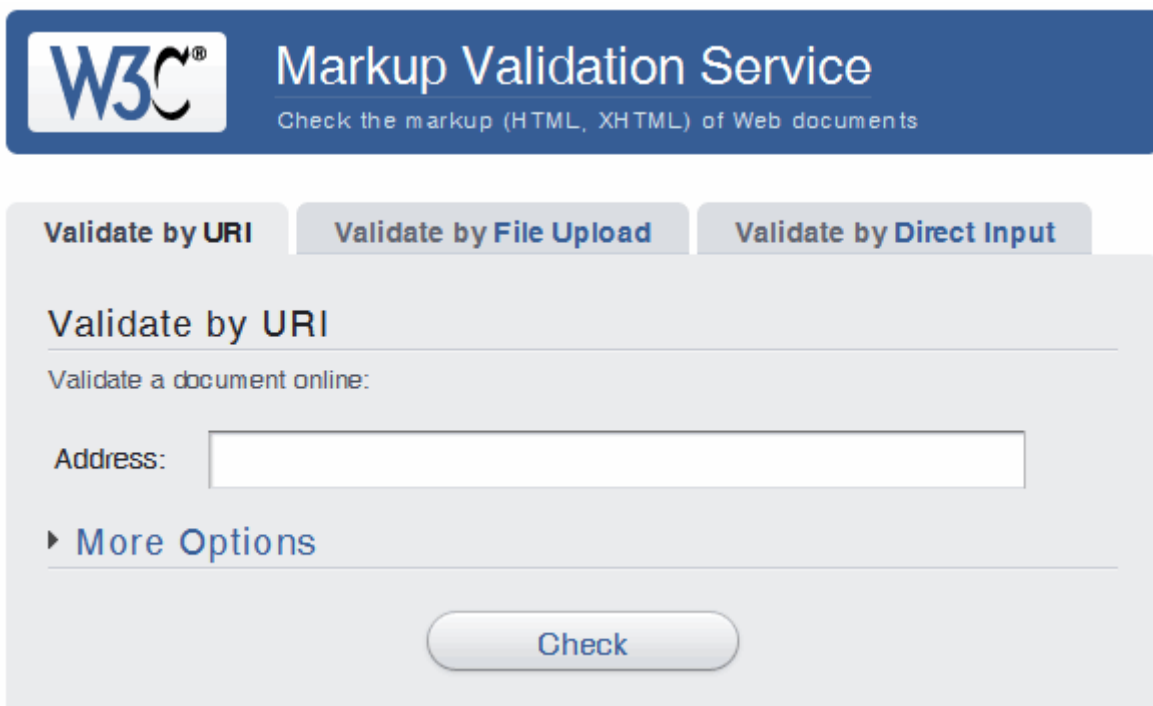 W3C®
Markup Validation Service
Check the markup (HTML, XHTML) of Web documents
Validate by URI
Validate by File Upload
Validate by Direct Input
Validate by URI
Validate a document online:
Address:
More Options
Check